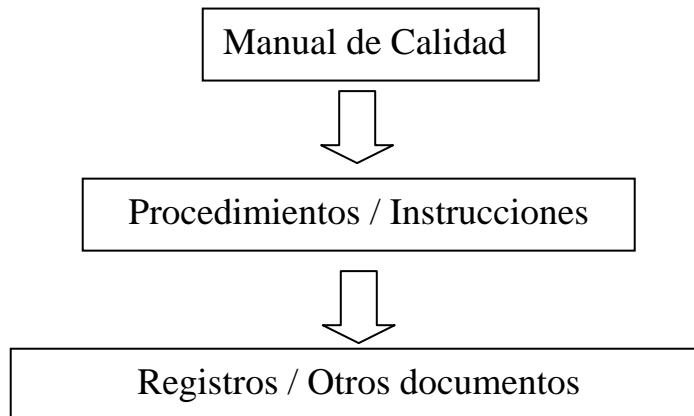 Manual de Calidad
Procedimientos / Instrucciones
Registros / Otros documentos